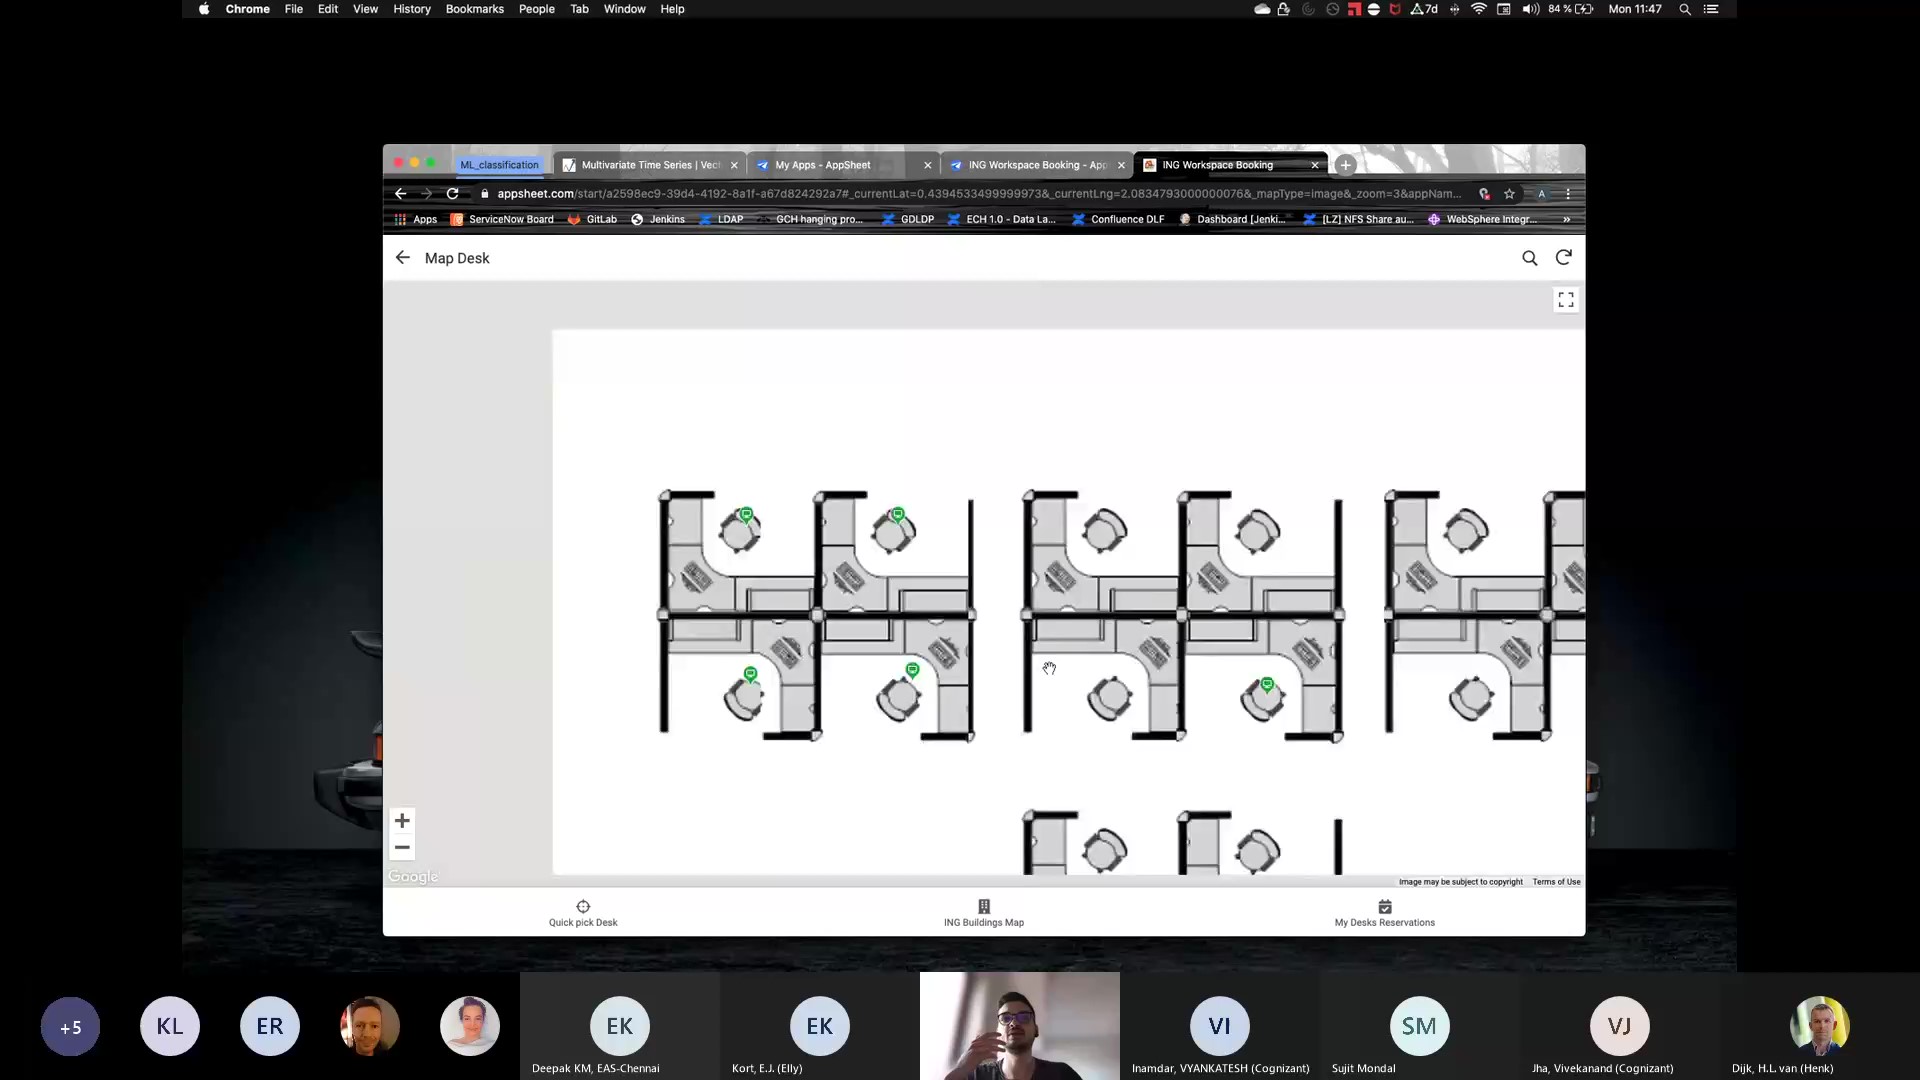 Chrome File Edit View History Bookmarks People Tab Window Help 7d 84 % Mon 11:47
ML_classification Multivariate Time Series | Vect My Apps - AppSheet ING Workspace Booking - App ING Workspace Booking
appsheet.com/start/a2598ec9-39d4-4192-8a1f-a67d824292a7#_currentLat=0.4394533499999973&_currentLng=2.083479300000076&_mapType=image&_zoom=3&appNam... A
Apps ServiceNow Board GitLab Jenkins LDAP GCH hanging pro... GDLDP ECH 1.0 - Data La... Confluence DLF Dashboard [Jenki... [LZ] NFS Share au... WebSphere Integr... »
Map Desk
Google
Image may be subject to copyright Terms of Use
Quick pick Desk ING Buildings Map My Desks Reservations
+5 KL ER EK EK VI SM VJ
Deepak KM, EAS-Chennai Kort, E.J. (Elly) Inamdar, VYANKATESH (Cognizant) Sujit Mondal Jha, Vivekanand (Cognizant) Dijk, H.L. van (Henk)